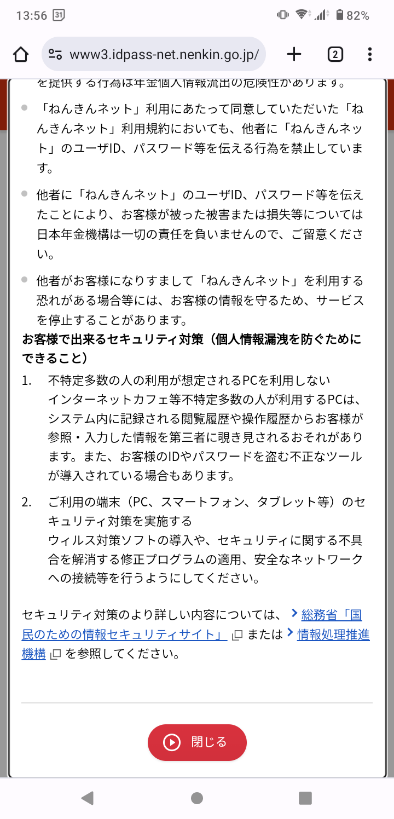 13:56 31 82%
www3.idpass-net.nenkin.go.jp/ 2
を提供する行為は年金個人情報流出の危険性があります。
「ねんきんネット」利用にあたって同意していただいた「ね
んきんネット」利用規約においても、他者に「ねんきんネッ
ト」のユーザID、パスワード等を伝える行為を禁止していま
す。
他者に「ねんきんネット」のユーザID、パスワード等を伝え
たことにより、お客様が被った被害または損失等については
日本年金機構は一切の責任を負いませんので、ご留意くださ
い。
他者がお客様になりすまして「ねんきんネット」を利用する
恐れがある場合等には、お客様の情報を守るため、サービス
を停止することがあります。
お客様で出来るセキュリティ対策（個人情報漏洩を防ぐために
できること）
1. 不特定多数の人の利用が想定されるPCを利用しない
インターネットカフェ等不特定多数の人が利用するPCは、
システム内に記録される閲覧履歴や操作履歴からお客様が
参照・入力した情報を第三者に覗き見されるおそれがあり
ます。また、お客様のIDやパスワードを盗む不正なツール
が導入されている場合もあります。
2. ご利用の端末（PC、スマートフォン、タブレット等）のセ
キュリティ対策を実施する
ウィルス対策ソフトの導入や、セキュリティに関する不具
合を解消する修正プログラムの適用、安全なネットワーク
への接続等を行うようにしてください。
セキュリティ対策のより詳しい内容については、総務省「国
民のための情報セキュリティサイト」 または 情報処理推進
機構 を参照してください。
閉じる